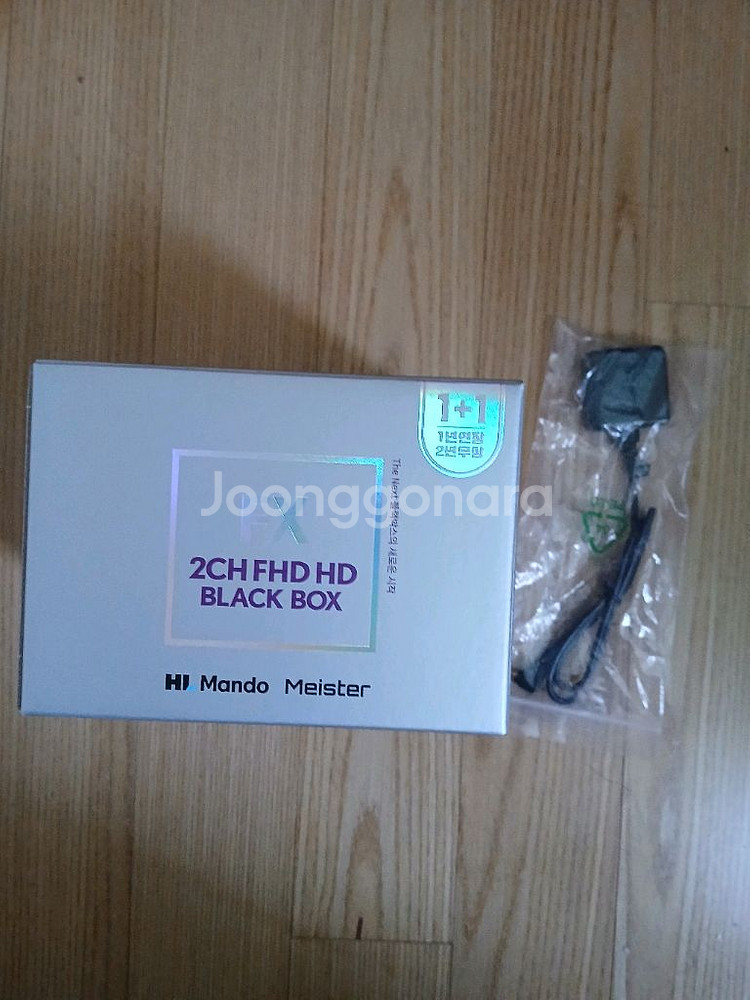 1+1
1년연장
2년무상
The Next 블랙박스의 새로운 시작
Joonggonara
FX
2CH FHD HD
BLACK BOX
HL Mando Meister